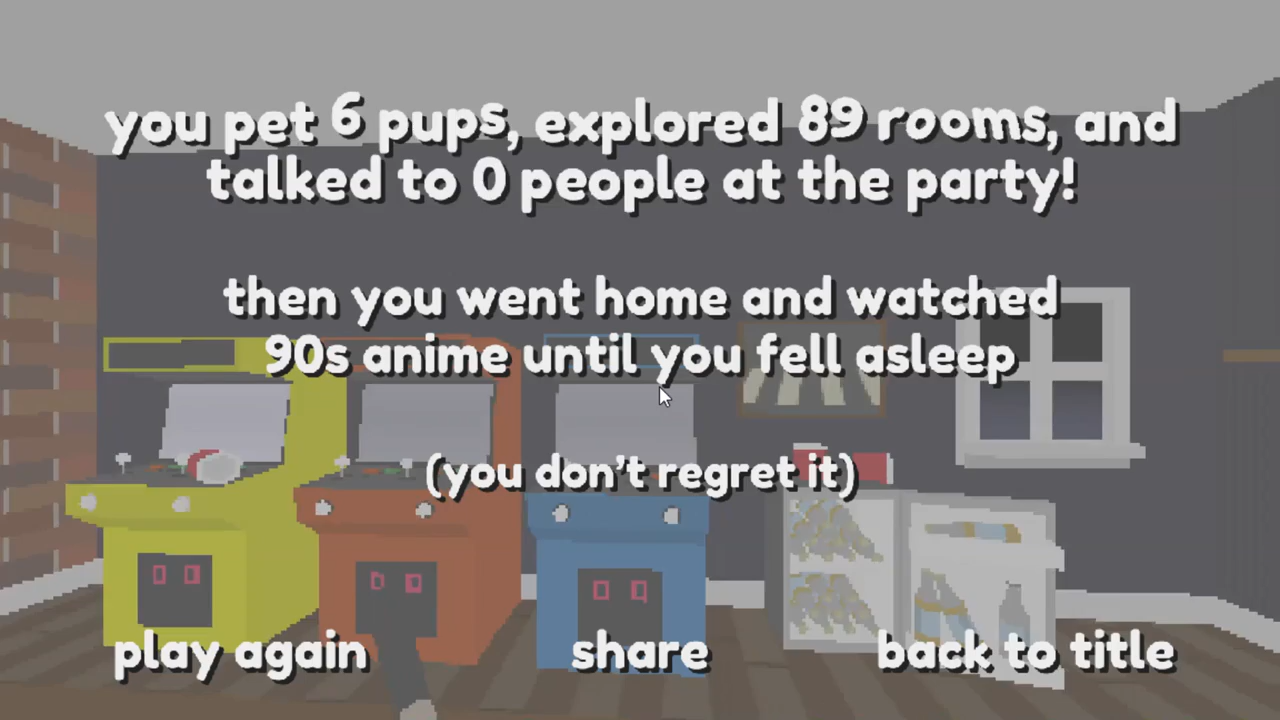 you pet 6 pups, explored 89 rooms, and
talked to 0 people at the party!
then you went home and watched
90s anime until you fell asleep
(you don't regret it)
play again
share
back to title